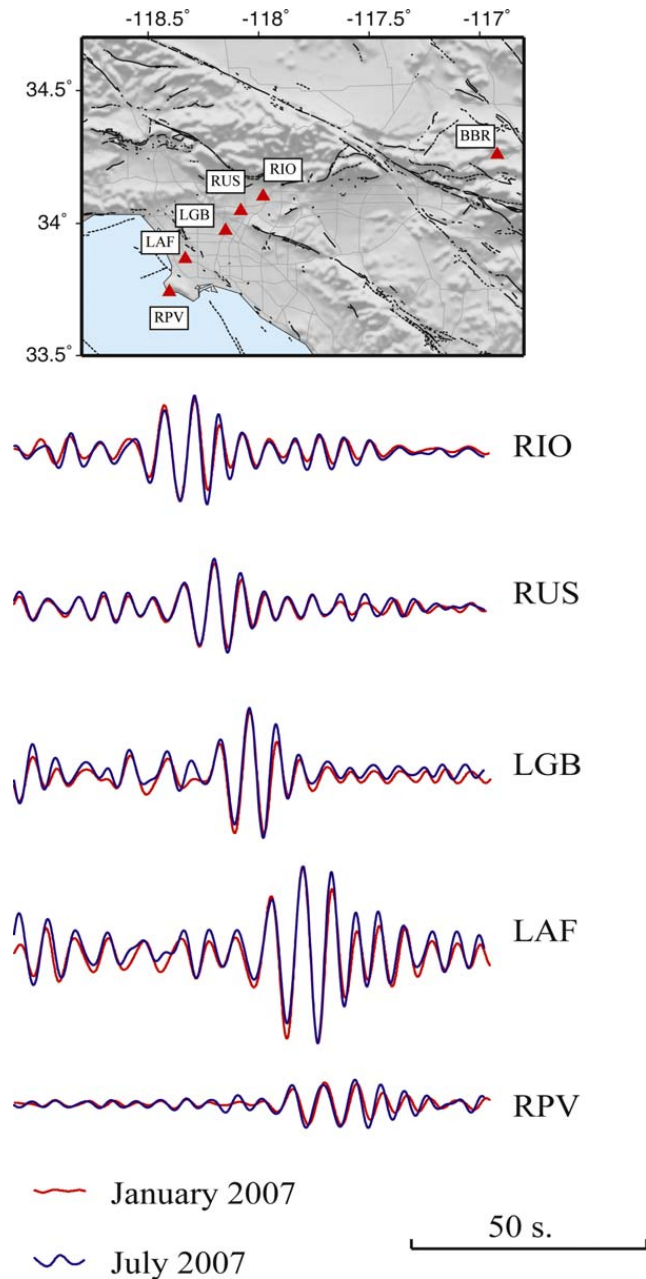 -118.5˚ -118˚ -117.5˚ -117˚
34.5˚
BBR
RUS RIO
LGB
34˚
LAF
RPV
33.5˚
RIO
RUS
LGB
LAF
RPV
January 2007
50 s.
July 2007